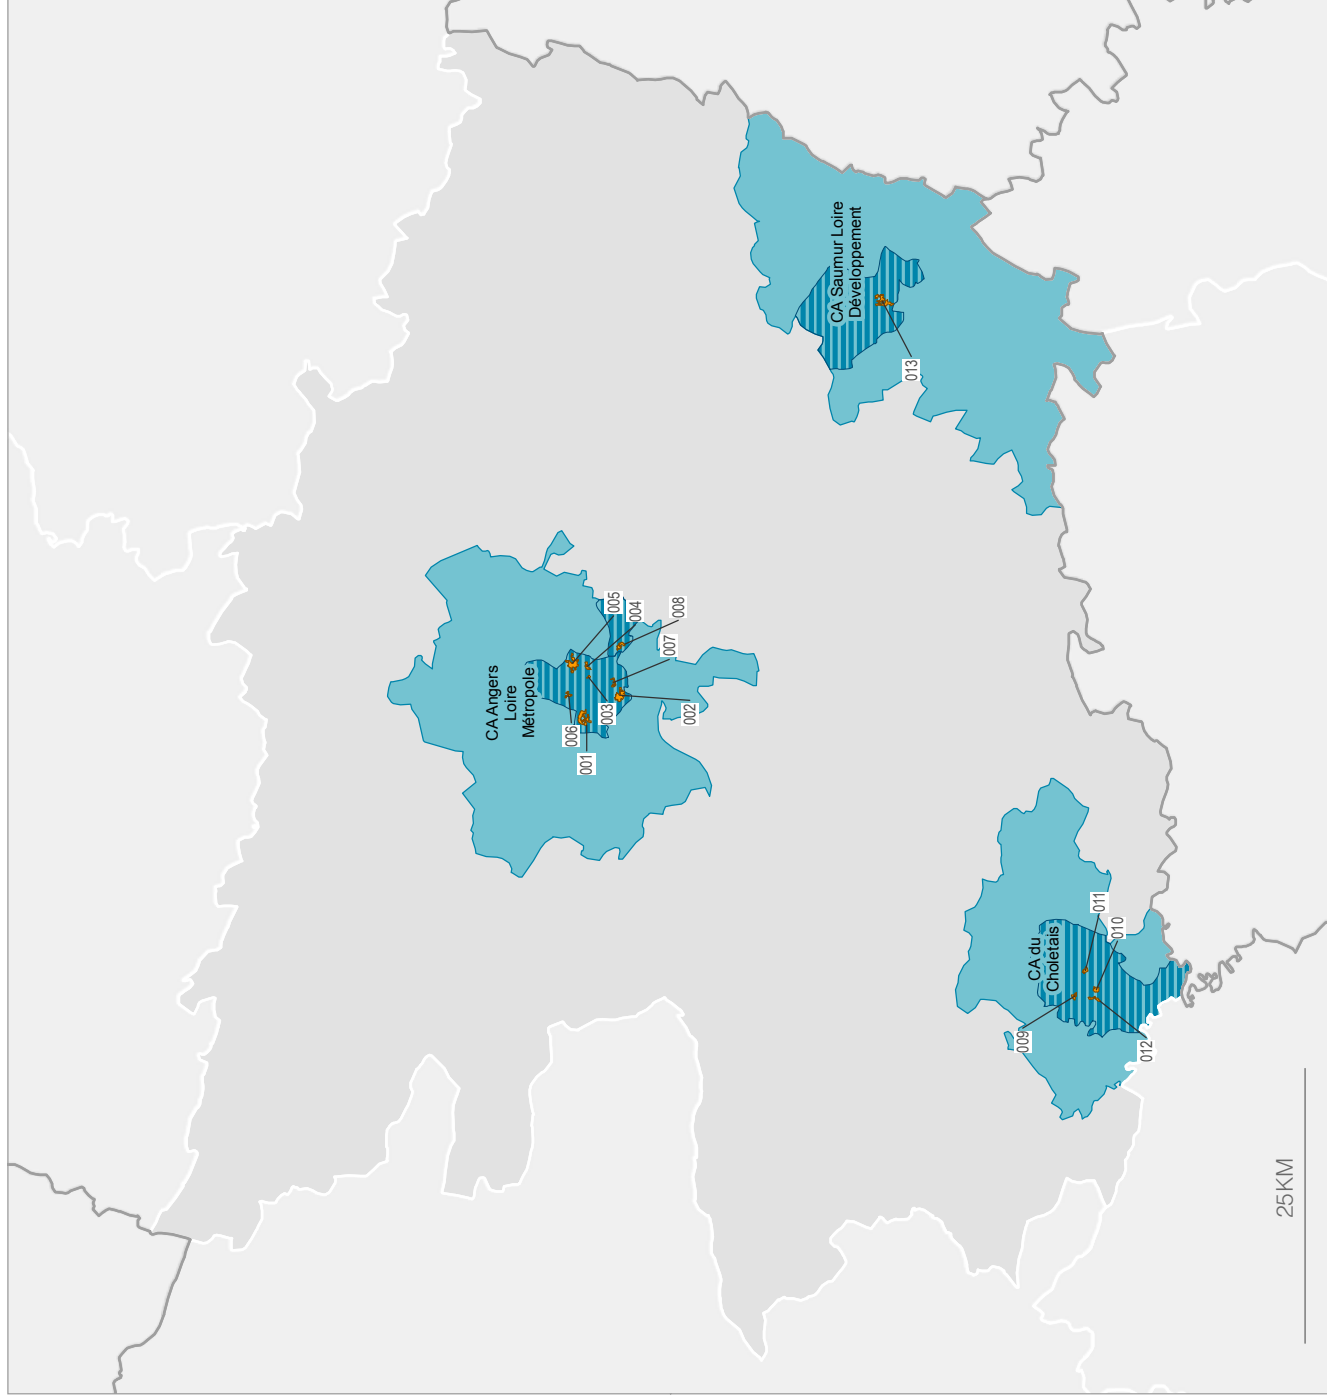 CA Angers
Loire
Métropole
005
004
008
007
006
003
002
001
CA Saumur Loire
Développement
013
CA du
Choletais
011
010
009
012
25KM